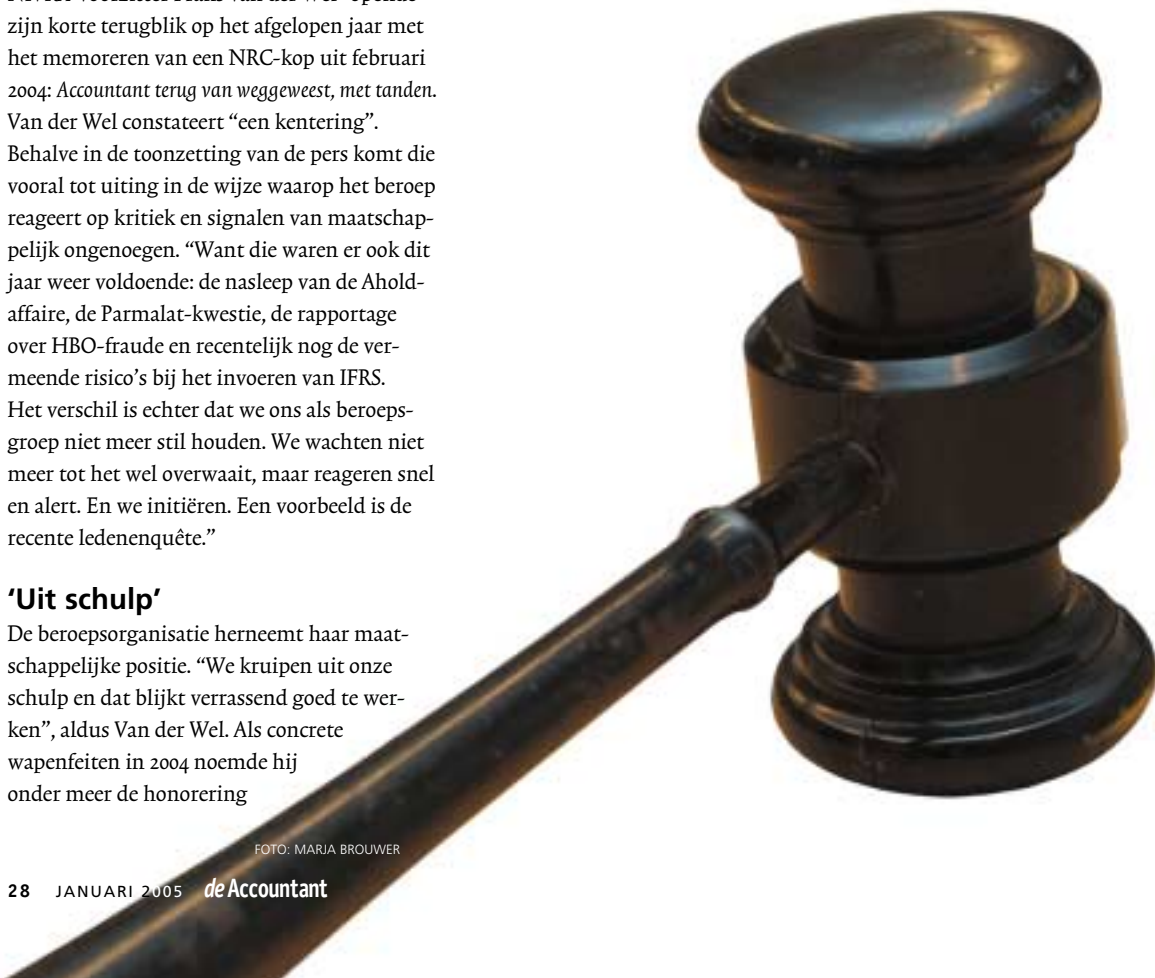 zijn korte terugblik op het afgelopen jaar met
het memoreren van een NRC-kop uit februari
2004: Accountant terug van weggeweest, met tanden.
Van der Wel constateert “een kentering”.
Behalve in de toonzetting van de pers komt die
vooral tot uiting in de wijze waarop het beroep
reageert op kritiek en signalen van maatschap-
pelijk ongenoegen. “Want die waren er ook dit
jaar weer voldoende: de nasleep van de Ahold-
affaire, de Parmalat-kwestie, de rapportage
over HBO-fraude en recentelijk nog de ver-
meende risico’s bij het invoeren van IFRS.
Het verschil is echter dat we ons als beroeps-
groep niet meer stil houden. We wachten niet
meer tot het wel overwaait, maar reageren snel
en alert. En we initiëren. Een voorbeeld is de
recente ledenenquête.”
‘Uit schulp’
De beroepsorganisatie herneemt haar maat-
schappelijke positie. “We kruipen uit onze
schulp en dat blijkt verrassend goed te wer-
ken”, aldus Van der Wel. Als concrete
wapenfeiten in 2004 noemde hij
onder meer de honorering
FOTO: MARJA BROUWER
28 JANUARI 2005 de Accountant